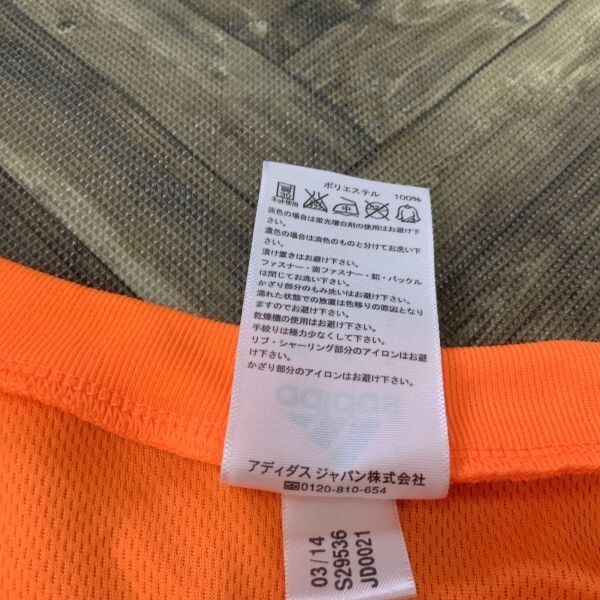 ポリエステル 100%
30 中
ネット使用
淡色の場合は蛍光増白剤の使用はお避け下
さい。
濃色の場合は淡色のものと分けてお洗い下
さい。
漬け置きはお避け下さい。
ファスナー・面ファスナー・釦・バックル
は閉じてお洗い下さい。
かざり部分のもみ洗いはお避け下さい。
濡れた状態での放置は色移りの原因となり
ますのでお避け下さい。
乾燥機の使用はお避け下さい。
手絞りは極力少なくして下さい。
リブ・シャーリング部分のアイロンはお避
け下さい。
かざり部分のアイロンはお避け下さい。
アディダス ジャパン株式会社
0120-810-654
03/14
S29536
JD0021